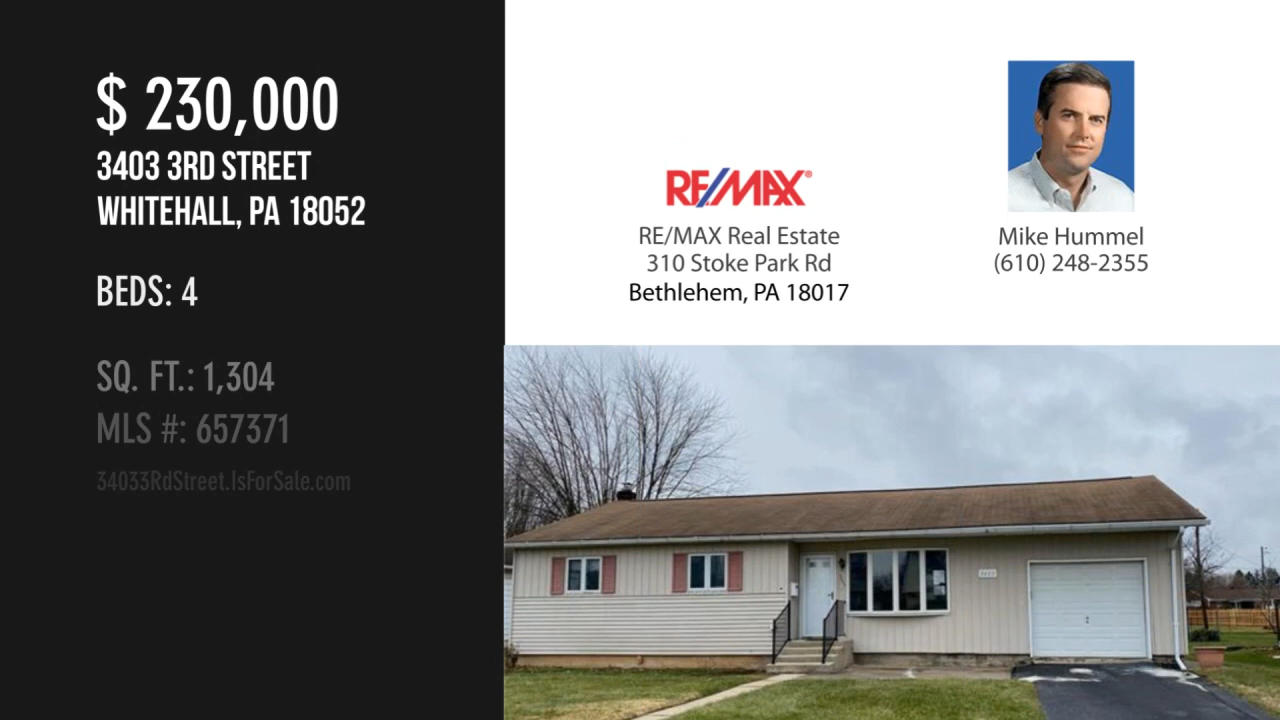 $ 230,000
3403 3RD STREET
WHITEHALL, PA 18052
BEDS: 4
SQ. FT.: 1,304
MLS #: 657371
34033RdStreet.IsForSale.com
RE/MAX®
RE/MAX Real Estate
310 Stoke Park Rd
Bethlehem, PA 18017
Mike Hummel
(610) 248-2355